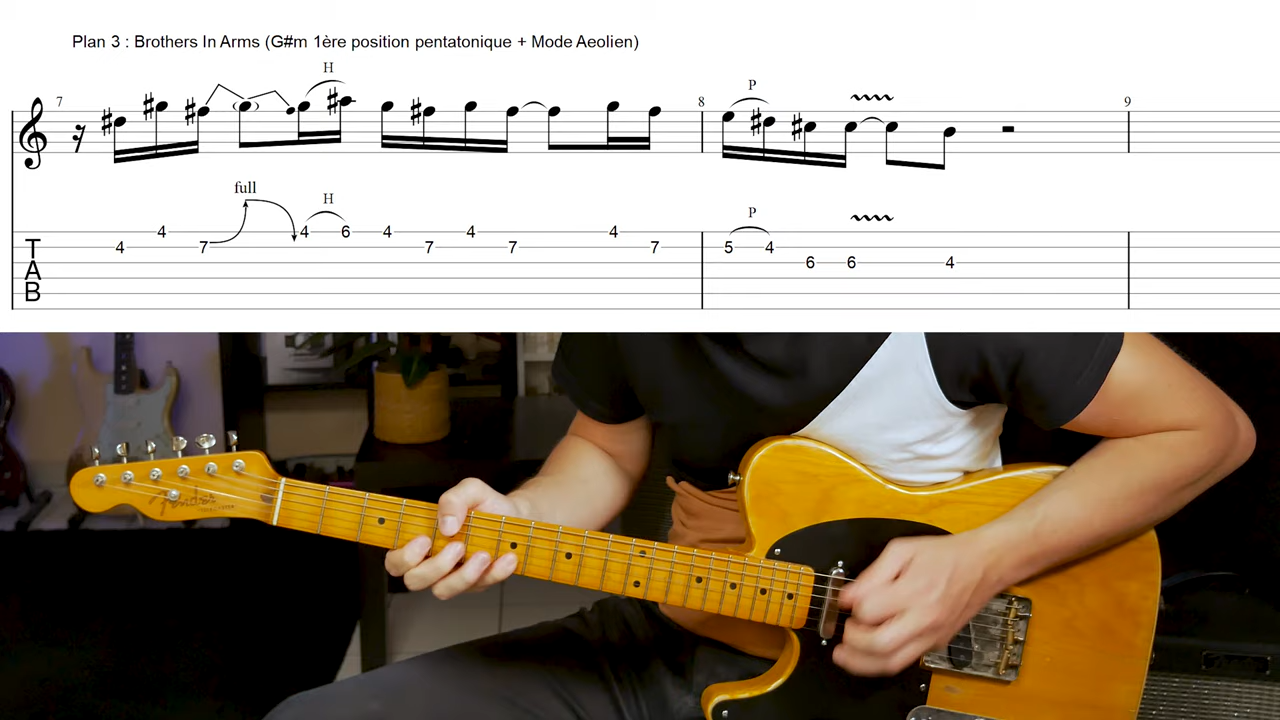 Plan 3 : Brothers In Arms (G#m 1ère position pentatonique + Mode Aeolien)
H
P
7
8
9
full
H
P
4 4 7 4 6 4 7 4 7 4 7 5 4 6 6 4
T
A
B
Fender